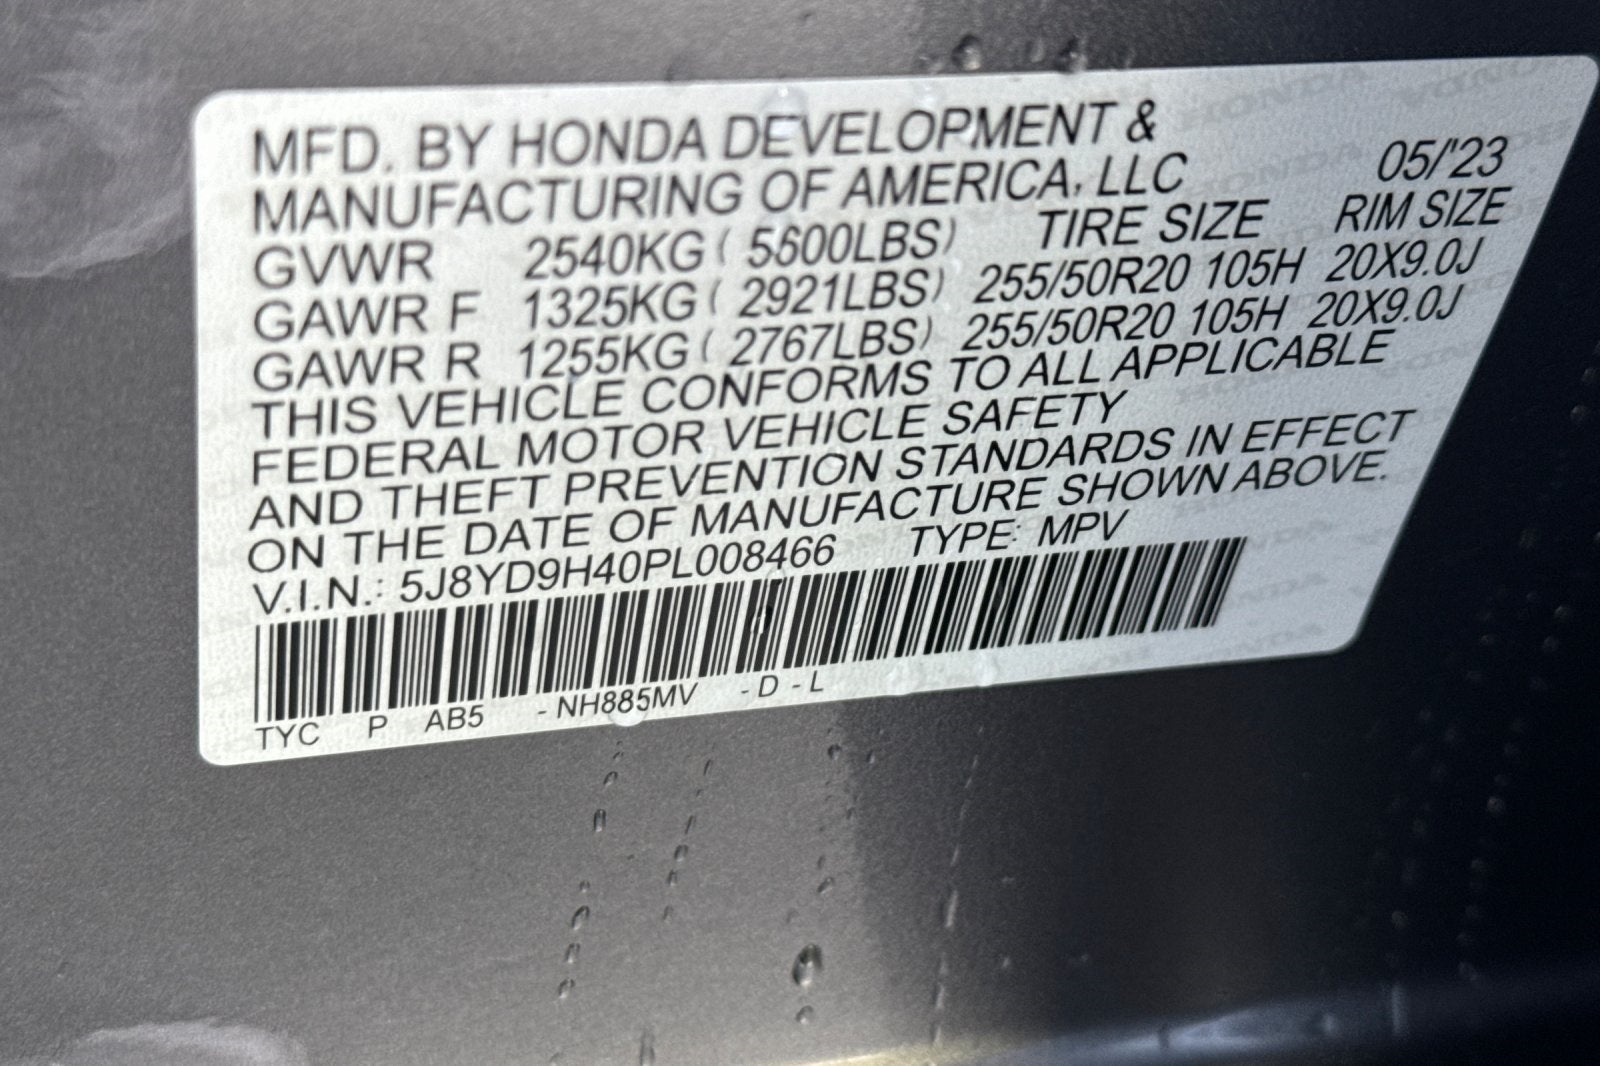 MFD. BY HONDA DEVELOPMENT &
MANUFACTURING OF AMERICA, LLC 05/'23
GVWR 2540KG ( 5600LBS) TIRE SIZE RIM SIZE
GAWR F 1325KG ( 2921LBS) 255/50R20 105H 20X9.0J
GAWR R 1255KG ( 2767LBS) 255/50R20 105H 20X9.0J
THIS VEHICLE CONFORMS TO ALL APPLICABLE
FEDERAL MOTOR VEHICLE SAFETY
AND THEFT PREVENTION STANDARDS IN EFFECT
ON THE DATE OF MANUFACTURE SHOWN ABOVE.
V.I.N.: 5J8YD9H40PL008466 TYPE: MPV
TYC P AB5 - NH885MV - D - L